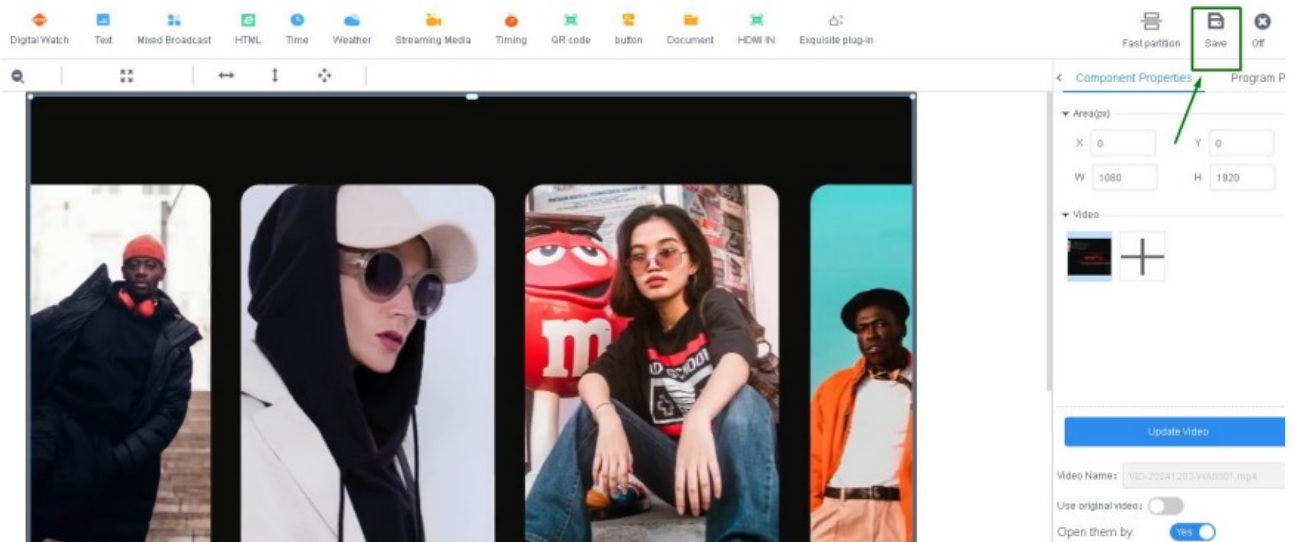 Digital Watch Text Mixed Broadcast HTML Time Weather Streaming Media Timing QR code button Document HDMI IN Exquisite plug-in Fast partition Save Off
Component Properties Program P
Area(px)
X 0 Y 0
W 1080 H 1920
Video
m
Update Video
Video Name: VID-20241203-WA0001.mp4
Use original video:
Open them by Yes